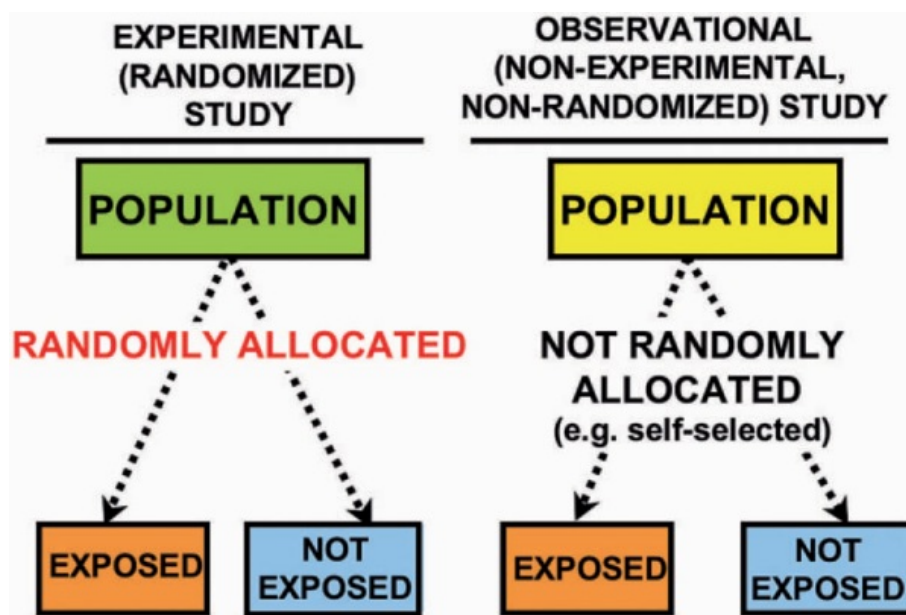 EXPERIMENTAL
(RANDOMIZED)
STUDY
POPULATION
RANDOMLY ALLOCATED
EXPOSED
NOT
EXPOSED
OBSERVATIONAL
(NON-EXPERIMENTAL,
NON-RANDOMIZED) STUDY
POPULATION
NOT RANDOMLY
ALLOCATED
(e.g. self-selected)
EXPOSED
NOT
EXPOSED